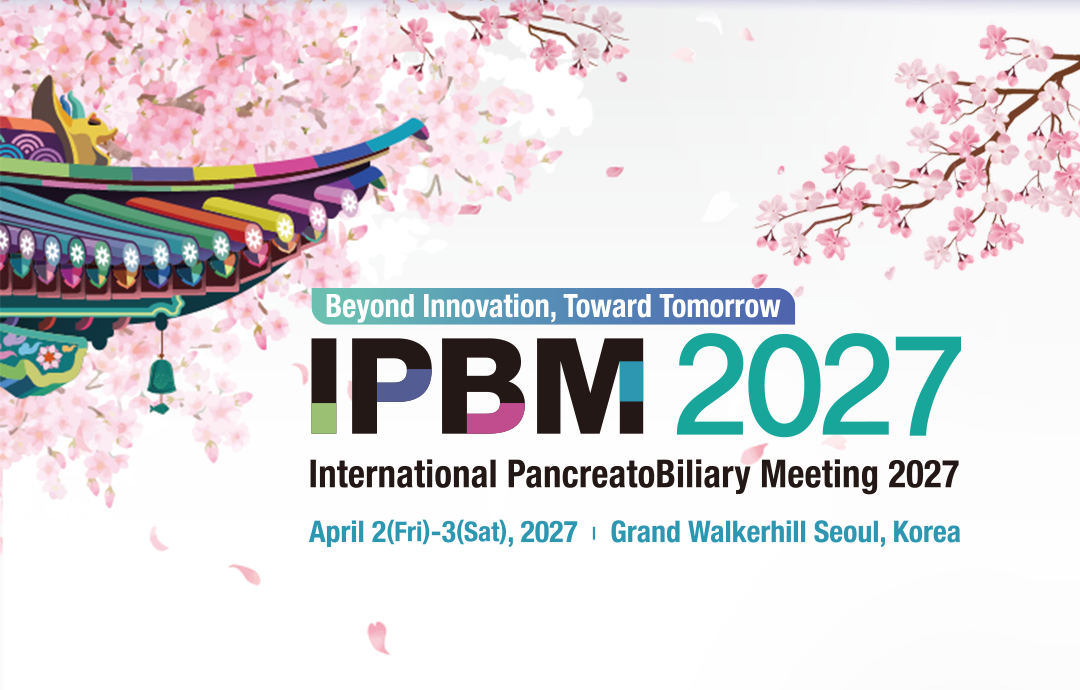 Beyond Innovation, Toward Tomorrow
IPBM 2027
International PancreatoBiliary Meeting 2027
April 2(Fri)-3(Sat), 2027 | Grand Walkerhill Seoul, Korea